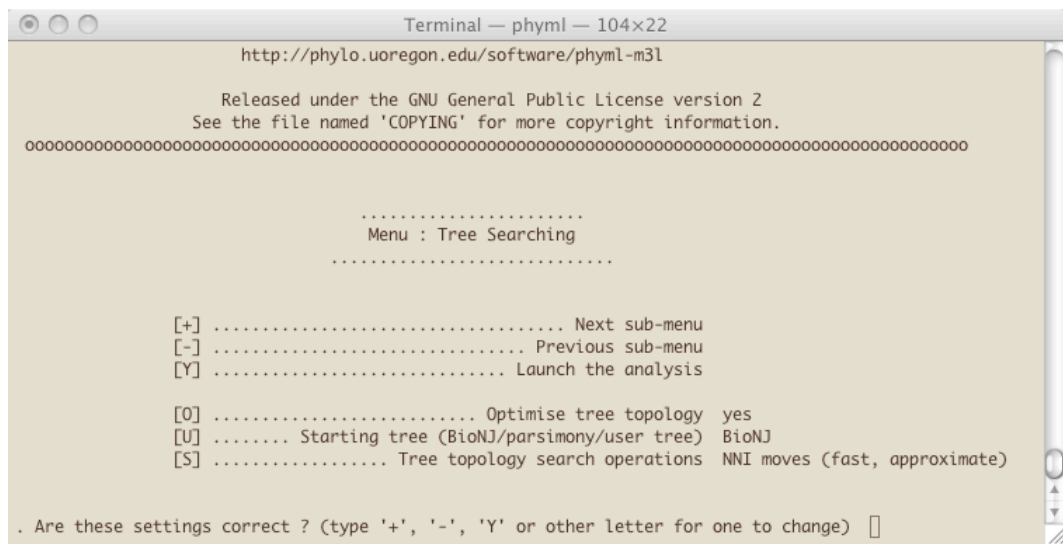 Terminal — phyml — 104×22
http://phylo.uoregon.edu/software/phyml-m3l
Released under the GNU General Public License version 2
See the file named 'COPYING' for more copyright information.
oooooooooooooooooooooooooooooooooooooooooooooooooooooooooooooooooooooooooooooooooooooooooooooooo
.......................
Menu : Tree Searching
.............................
[+] .................................... Next sub-menu
[-] ................................ Previous sub-menu
[Y] .............................. Launch the analysis
[O] ........................... Optimise tree topology yes
[U] ........ Starting tree (BioNJ/parsimony/user tree) BioNJ
[S] .................. Tree topology search operations NNI moves (fast, approximate)
. Are these settings correct ? (type '+', '-', 'Y' or other letter for one to change)